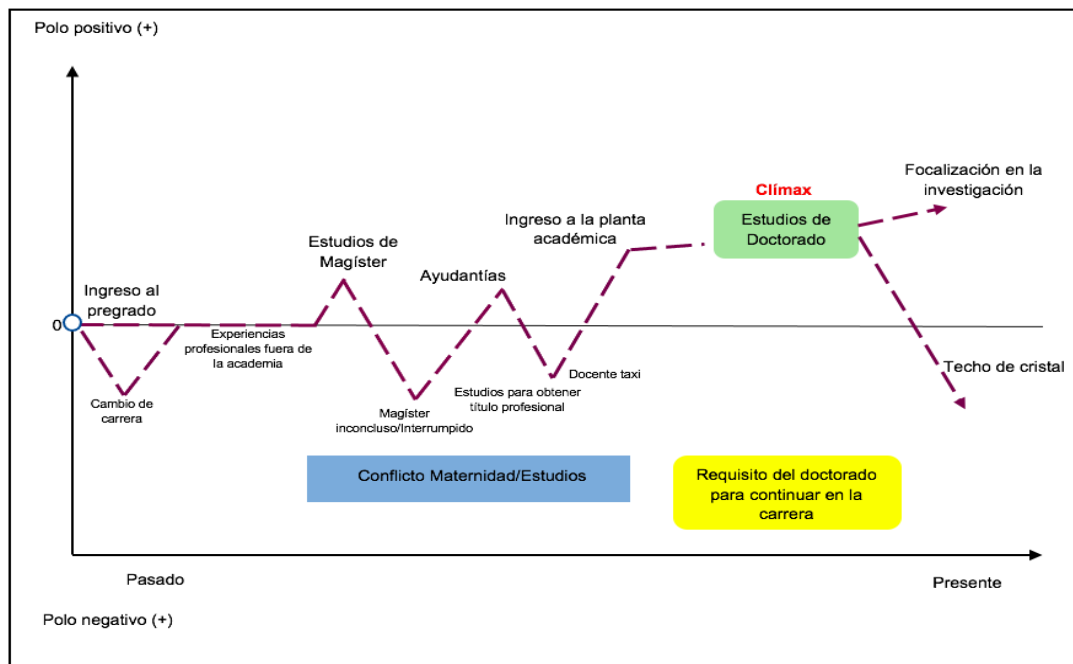 Polo positivo (+)
Clímax
Focalización en la
investigación
Estudios de
Doctorado
Ingreso a la planta
académica
Estudios de
Magíster
Ayudantías
Ingreso al
pregrado
0
Experiencias
profesionales fuera de
la academia
Cambio de
carrera
Magíster
inconcluso/Interrumpido
Estudios para obtener
título profesional
Docente taxi
Techo de cristal
Conflicto Maternidad/Estudios
Requisito del doctorado
para continuar en la
carrera
Pasado
Presente
Polo negativo (+)